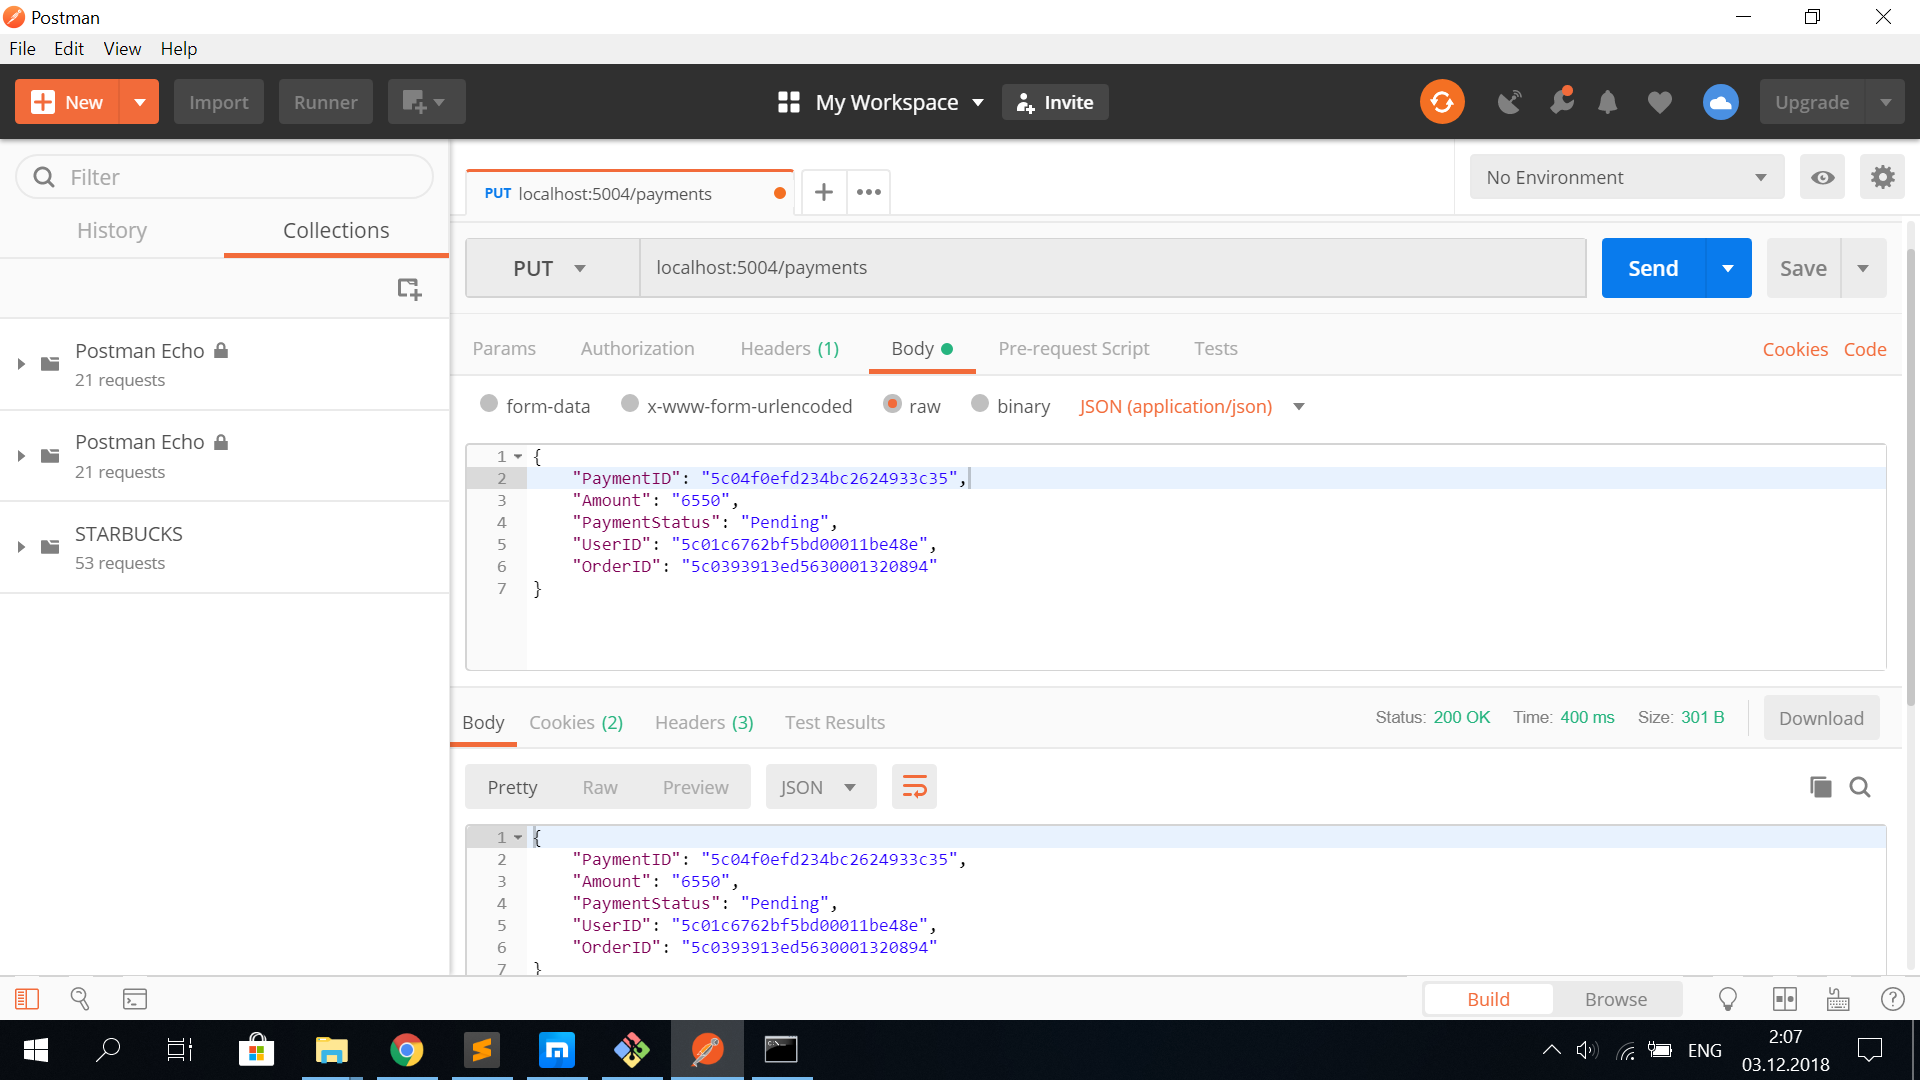 Postman
File Edit View Help
New Import Runner My Workspace Invite Upgrade
Filter
History Collections
Postman Echo
21 requests
Postman Echo
21 requests
STARBUCKS
53 requests
PUT localhost:5004/payments
No Environment
PUT localhost:5004/payments Send Save
Params Authorization Headers (1) Body Pre-request Script Tests Cookies Code
form-data x-www-form-urlencoded raw binary JSON (application/json)
1 {
2 "PaymentID": "5c04f0efd234bc2624933c35",
3 "Amount": "6550",
4 "PaymentStatus": "Pending",
5 "UserID": "5c01c6762bf5bd00011be48e",
6 "OrderID": "5c0393913ed5630001320894"
7 }
Body Cookies (2) Headers (3) Test Results Status: 200 OK Time: 400 ms Size: 301 B Download
Pretty Raw Preview JSON
1 {
2 "PaymentID": "5c04f0efd234bc2624933c35",
3 "Amount": "6550",
4 "PaymentStatus": "Pending",
5 "UserID": "5c01c6762bf5bd00011be48e",
6 "OrderID": "5c0393913ed5630001320894"
7 }
Build Browse
ENG
2:07
03.12.2018